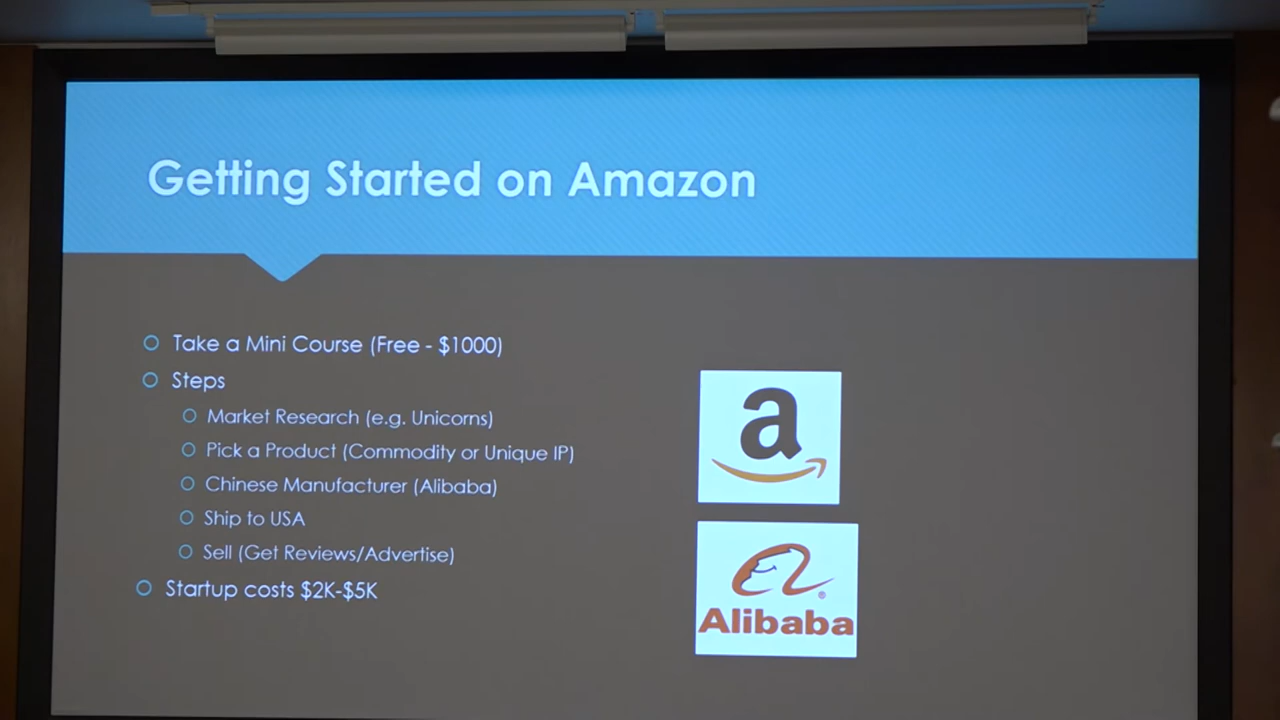 Getting Started on Amazon
Take a Mini Course (Free - $1000)
Steps
Market Research (e.g. Unicorns)
Pick a Product (Commodity or Unique IP)
Chinese Manufacturer (Alibaba)
Ship to USA
Sell (Get Reviews/Advertise)
Startup costs $2K-$5K
a
Alibaba